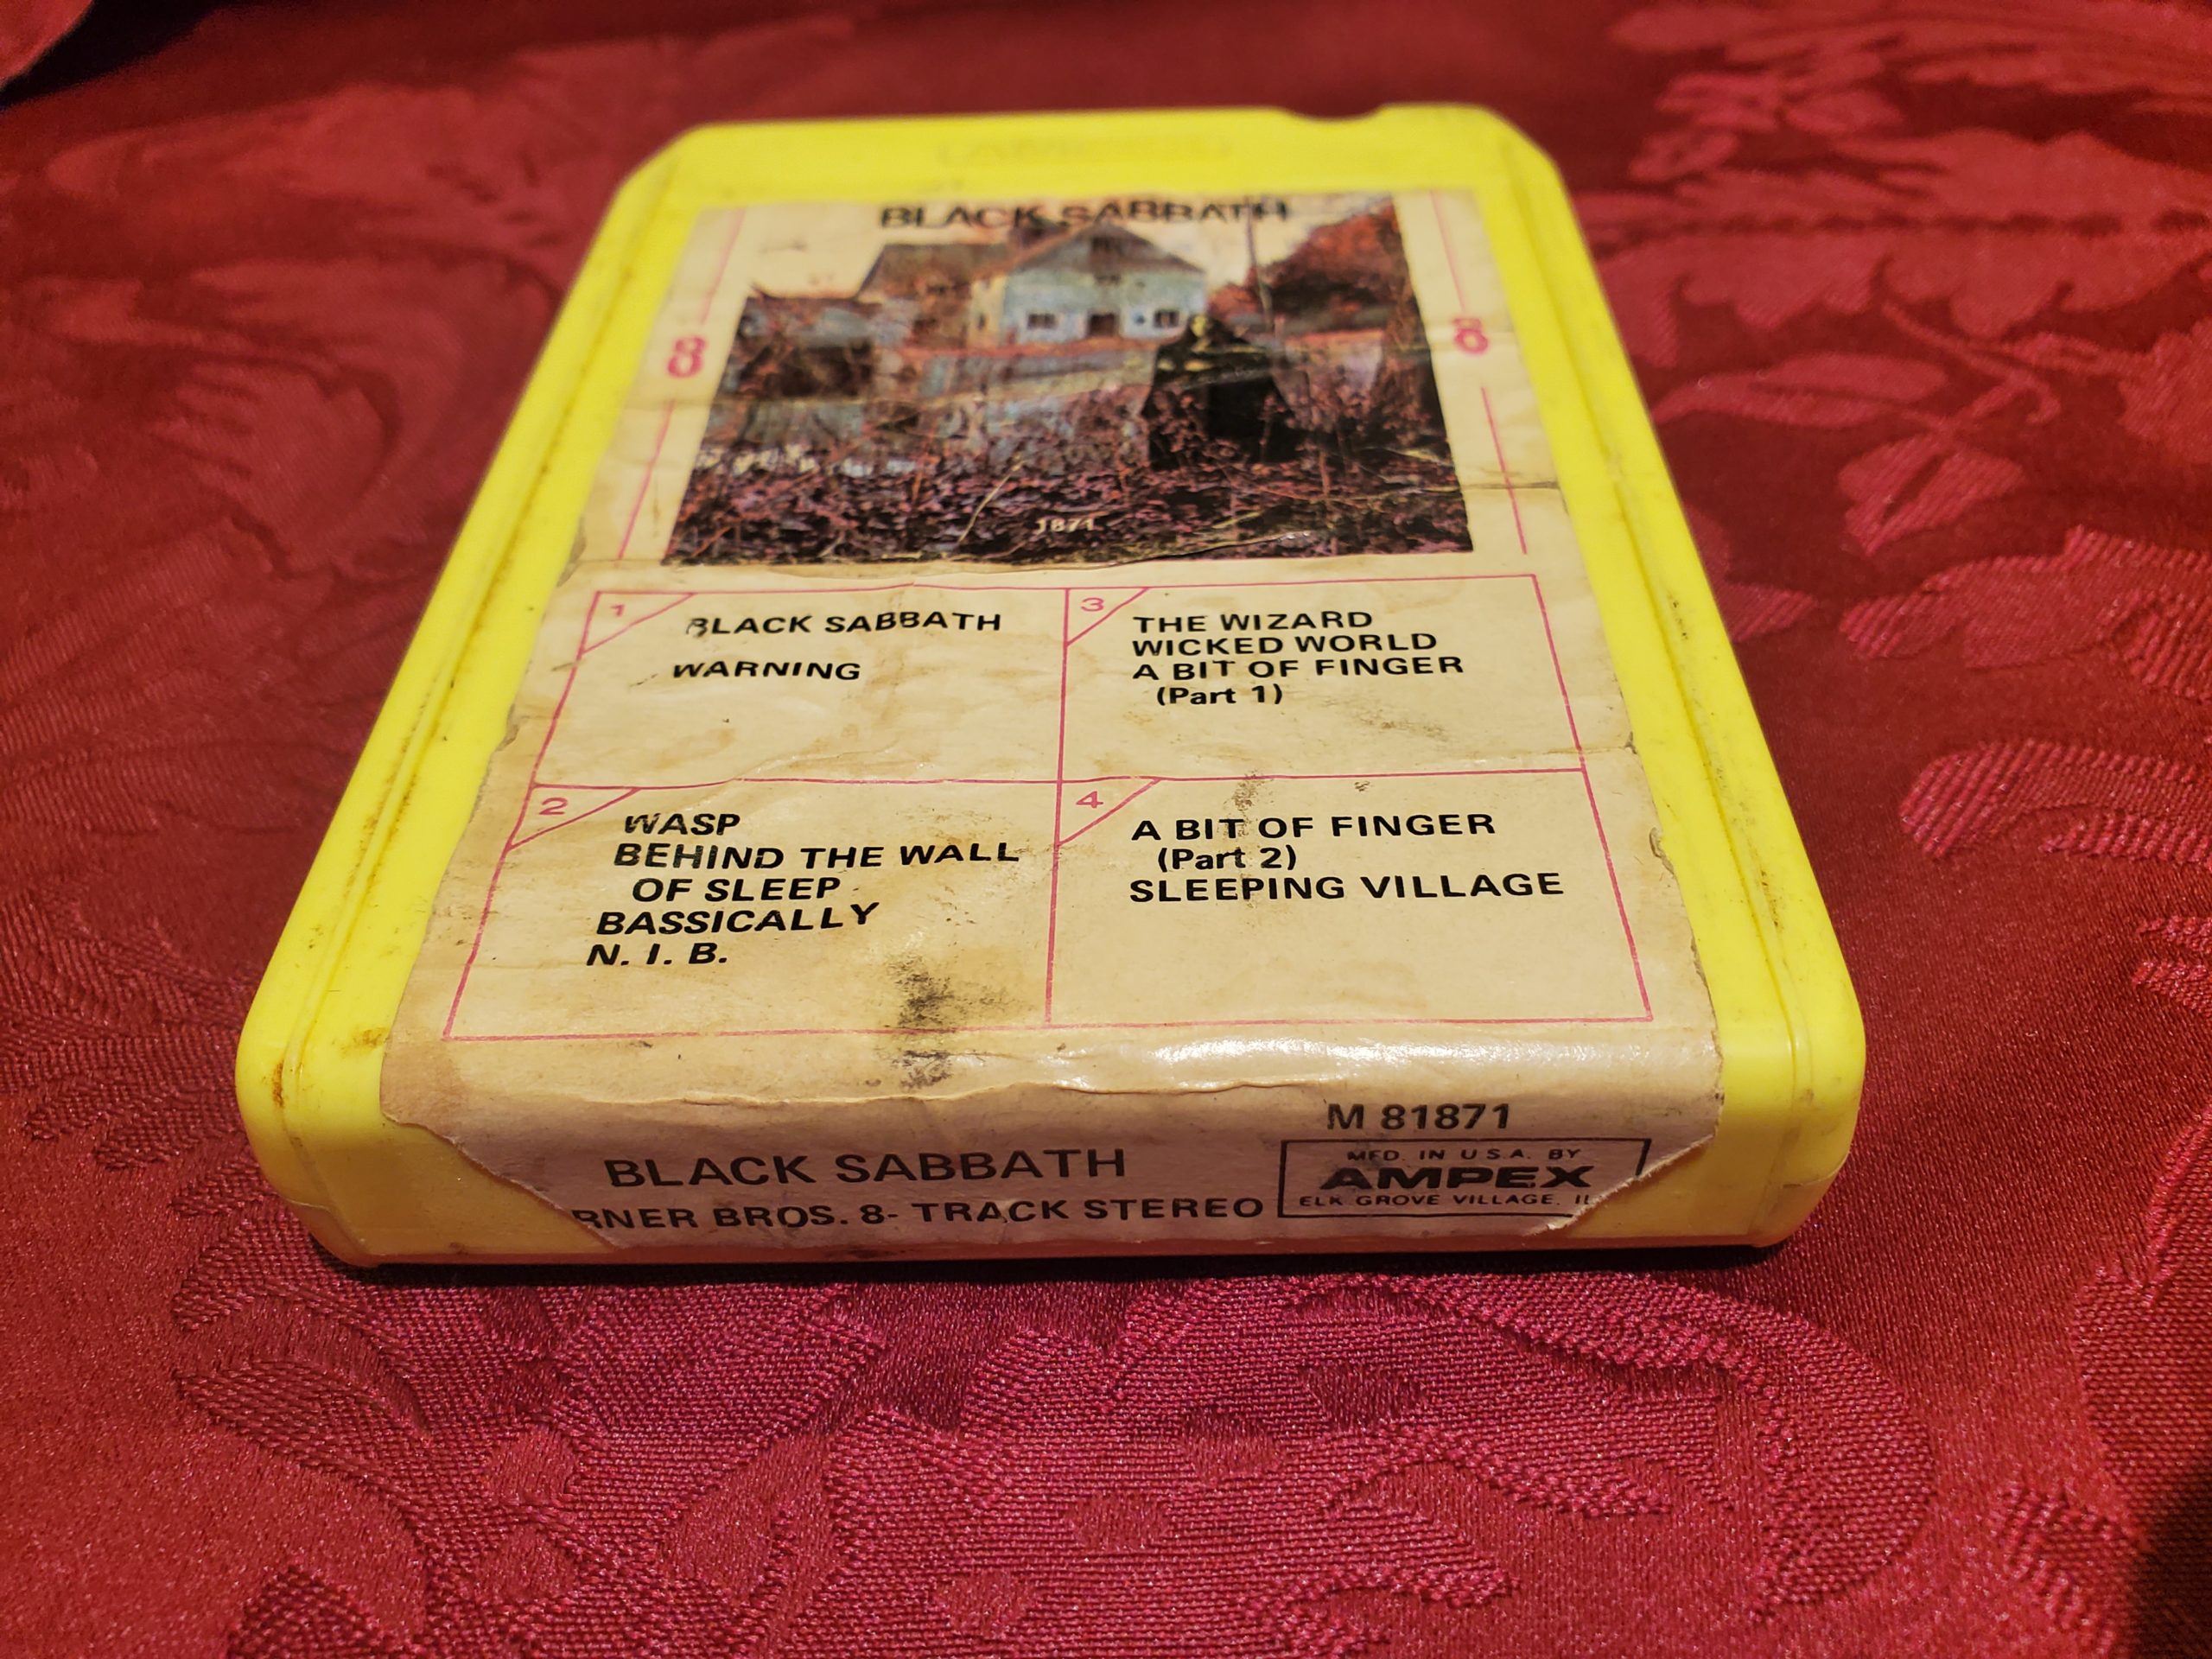 BLACK SABBATH
8
8
1871
1
BLACK SABBATH
WARNING
2
WASP
BEHIND THE WALL
OF SLEEP
BASSICALLY
N. I. B.
3
THE WIZARD
WICKED WORLD
A BIT OF FINGER
(Part 1)
4
A BIT OF FINGER
(Part 2)
SLEEPING VILLAGE
M 81871
BLACK SABBATH
RNER BROS. 8-TRACK STEREO
MFD. IN U.S.A. BY
AMPEX
ELK GROVE VILLAGE, IL